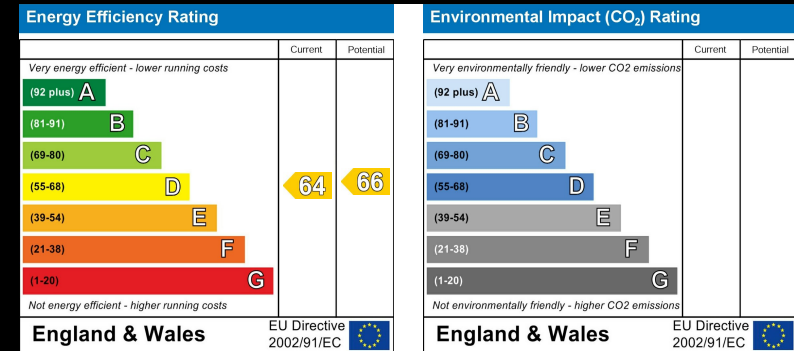 Energy Efficiency Rating
Current Potential
Very energy efficient - lower running costs
(92 plus) A
(81-91) B
(69-80) C
(55-68) D
64 66
(39-54) E
(21-38) F
(1-20) G
Not energy efficient - higher running costs
England & Wales
EU Directive
2002/91/EC
Environmental Impact (CO₂) Rating
Current Potential
Very environmentally friendly - lower CO2 emissions
(92 plus) A
(81-91) B
(69-80) C
(55-68) D
(39-54) E
(21-38) F
(1-20) G
Not environmentally friendly - higher CO2 emissions
England & Wales
EU Directive
2002/91/EC